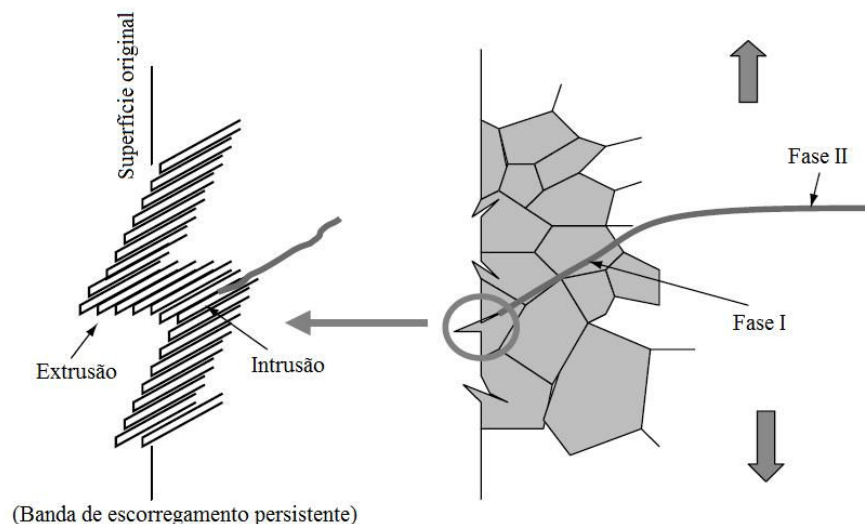 Superfície original
Fase II
Fase I
Extrusão
Intrusão
(Banda de escorregamento persistente)